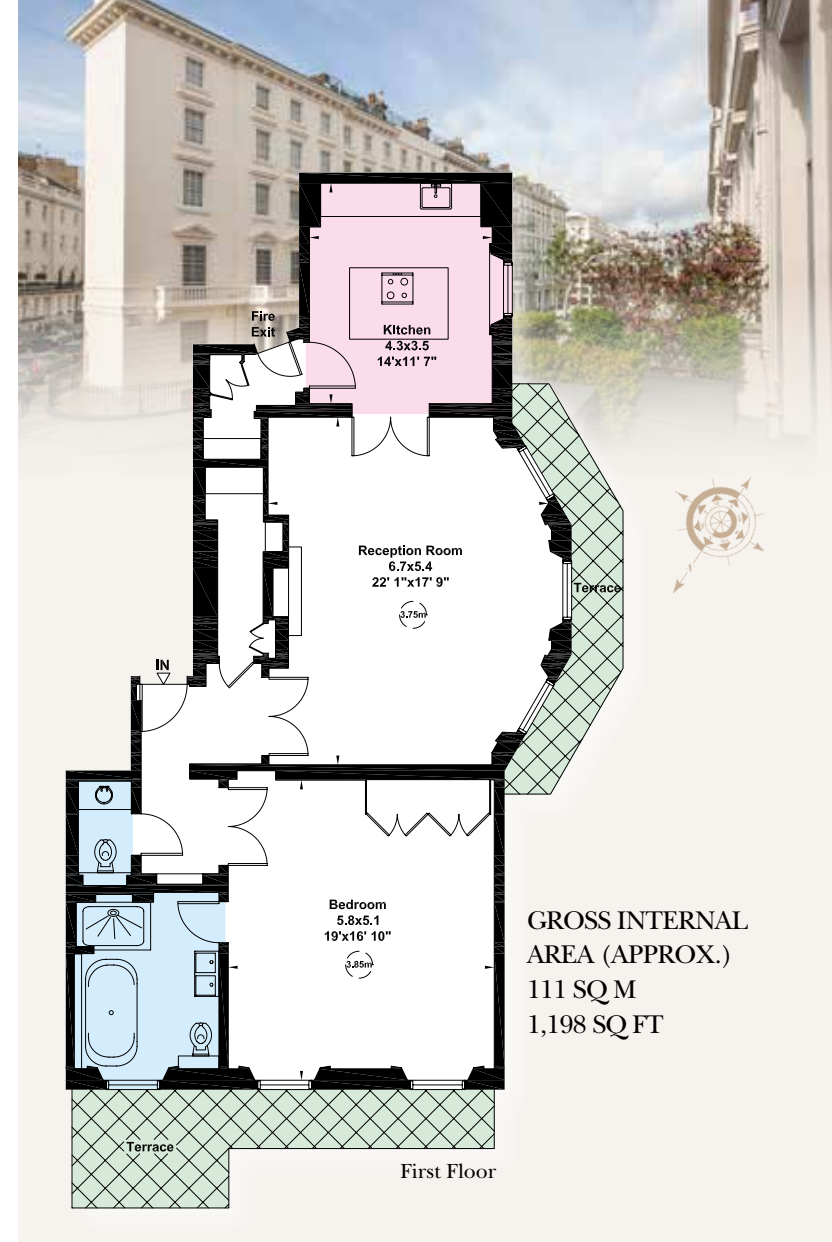 Fire
Exit
KItchen
4.3x3.5
14'x11' 7"
Reception Room
6.7x5.4
22' 1"x17' 9"
3.75m
Terrace
IN
Bedroom
5.8x5.1
19'x16' 10"
3.85m
GROSS INTERNAL
AREA (APPROX.)
111 SQ M
1,198 SQ FT
Terrace
First Floor